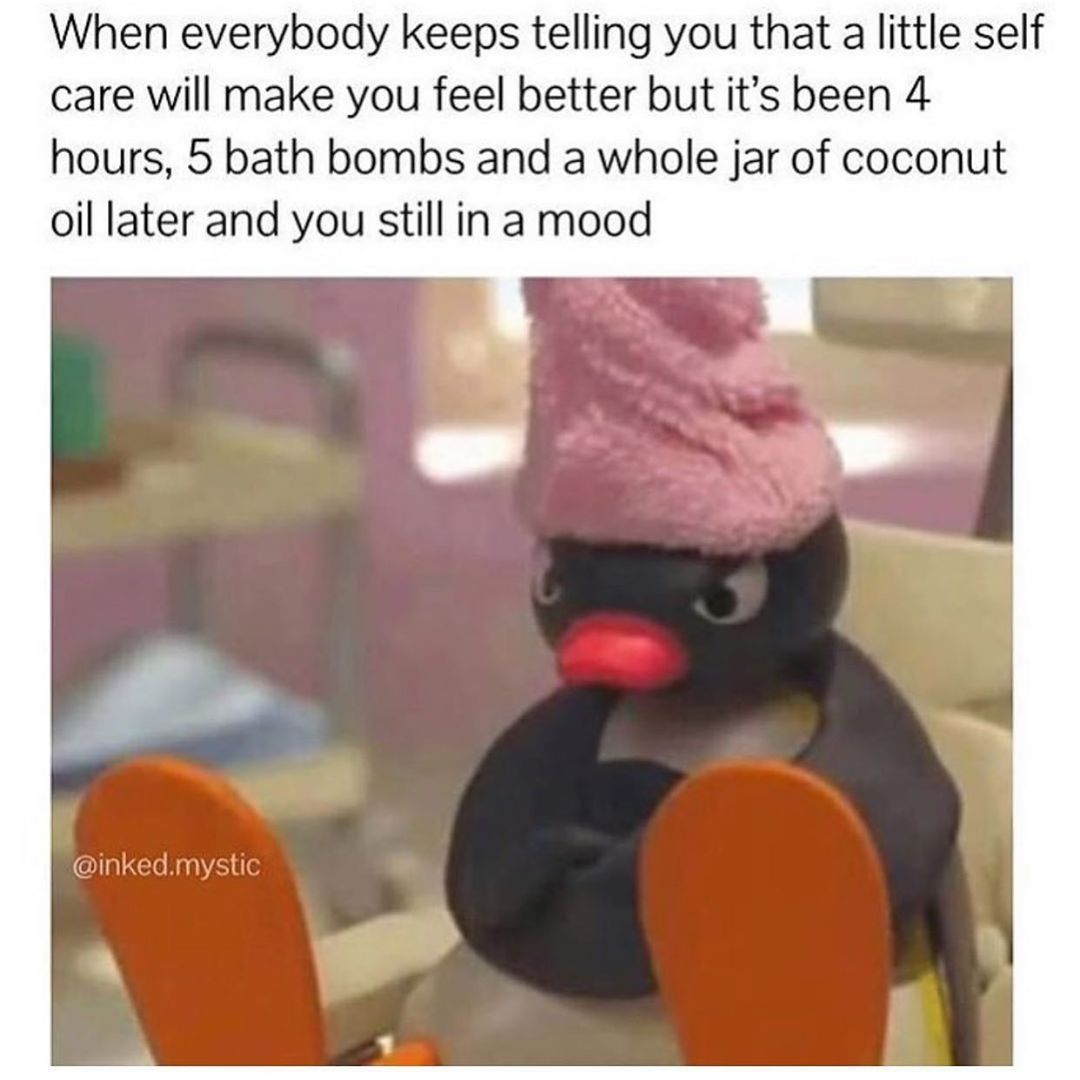 When everybody keeps telling you that a little self
care will make you feel better but it’s been 4
hours, 5 bath bombs and a whole jar of coconut
oil later and you still in a mood
@inked.mystic